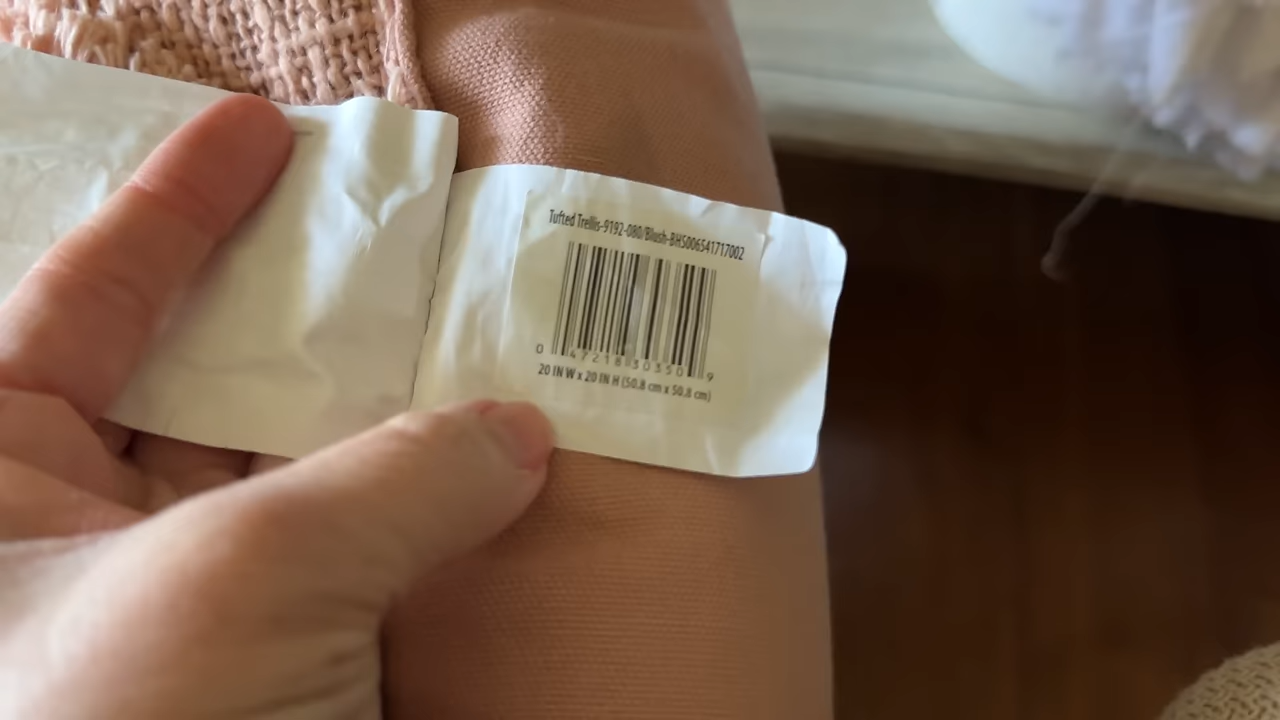 Tufted Trellis-9192-080/Blush-BHS006541717002
0 47218 30350 9
20 IN W x 20 IN H (50.8 cm x 50.8 cm)